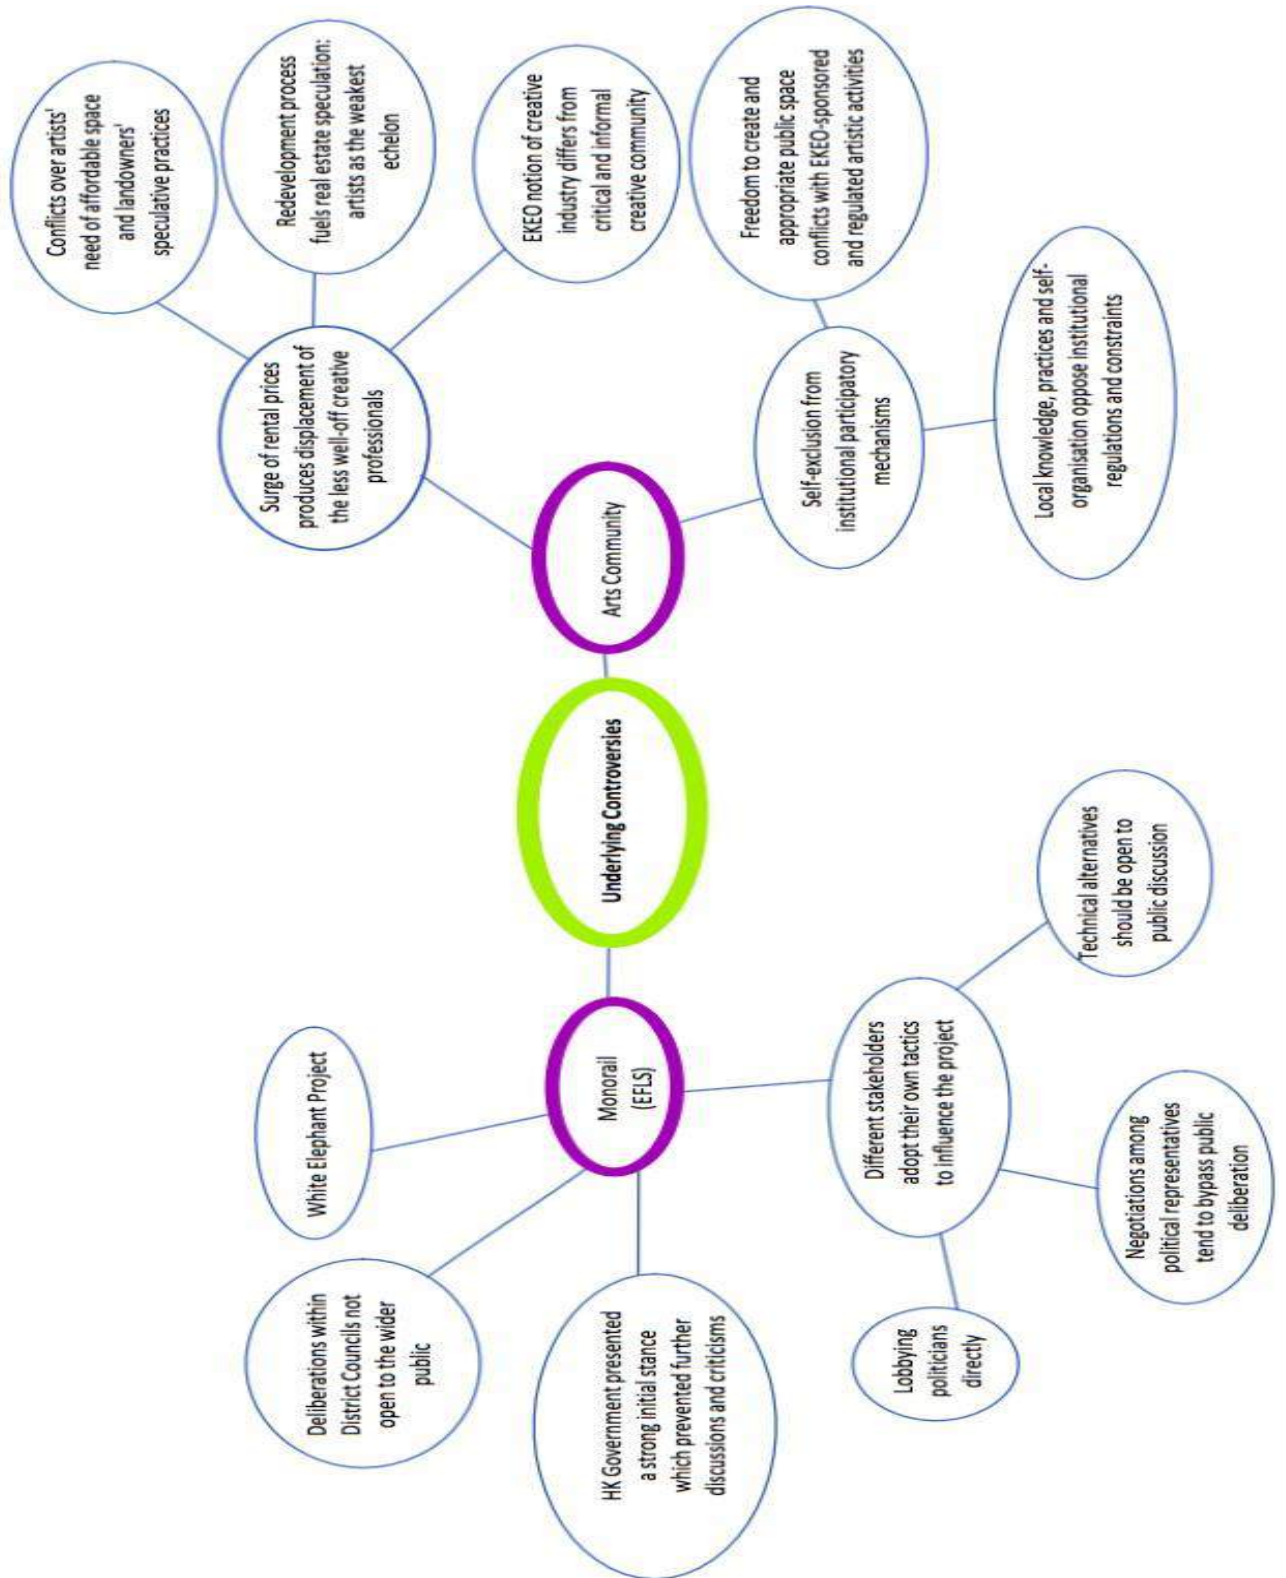 Conflicts over artists'
need of affordable space
and landowners'
speculative practices
Redevelopment process
fuels real estate speculation:
artists as the weakest
echelon
EKEO notion of creative
industry differs from
critical and informal
creative community
Freedom to create and
appropriate public space
conflicts with EKEO-sponsored
and regulated artistic activities
Surge of rental prices
produces displacement of
the less well-off creative
professionals
Self-exclusion from
institutional participatory
mechanisms
Local knowledge, practices and self-
organisation oppose institutional
regulations and constraints
Arts Community
Underlying Controversies
Monorail
(EFLS)
White Elephant Project
Deliberations within
District Councils not
open to the wider
public
HK Government presented
a strong initial stance
which prevented further
discussions and criticisms
Different stakeholders
adopt their own tactics
to influence the project
Technical alternatives
should be open to
public discussion
Negotiations among
political representatives
tend to bypass public
deliberation
Lobbying
politicians
directly